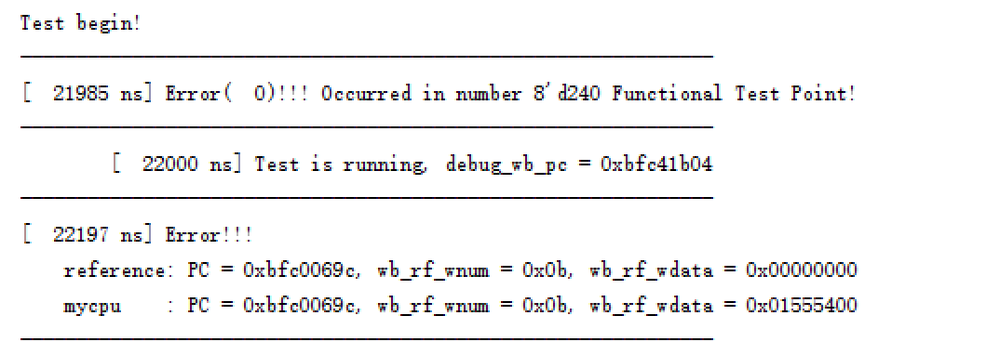 Test begin!
[  21985 ns] Error(  0)!!! Occurred in number 8'd240 Functional Test Point!
[  22000 ns] Test is running, debug_wb_pc = 0xbfc41b04
[  22197 ns] Error!!!
reference: PC = 0xbfc0069c, wb_rf_wnum = 0x0b, wb_rf_wdata = 0x00000000
mycpu    : PC = 0xbfc0069c, wb_rf_wnum = 0x0b, wb_rf_wdata = 0x01555400